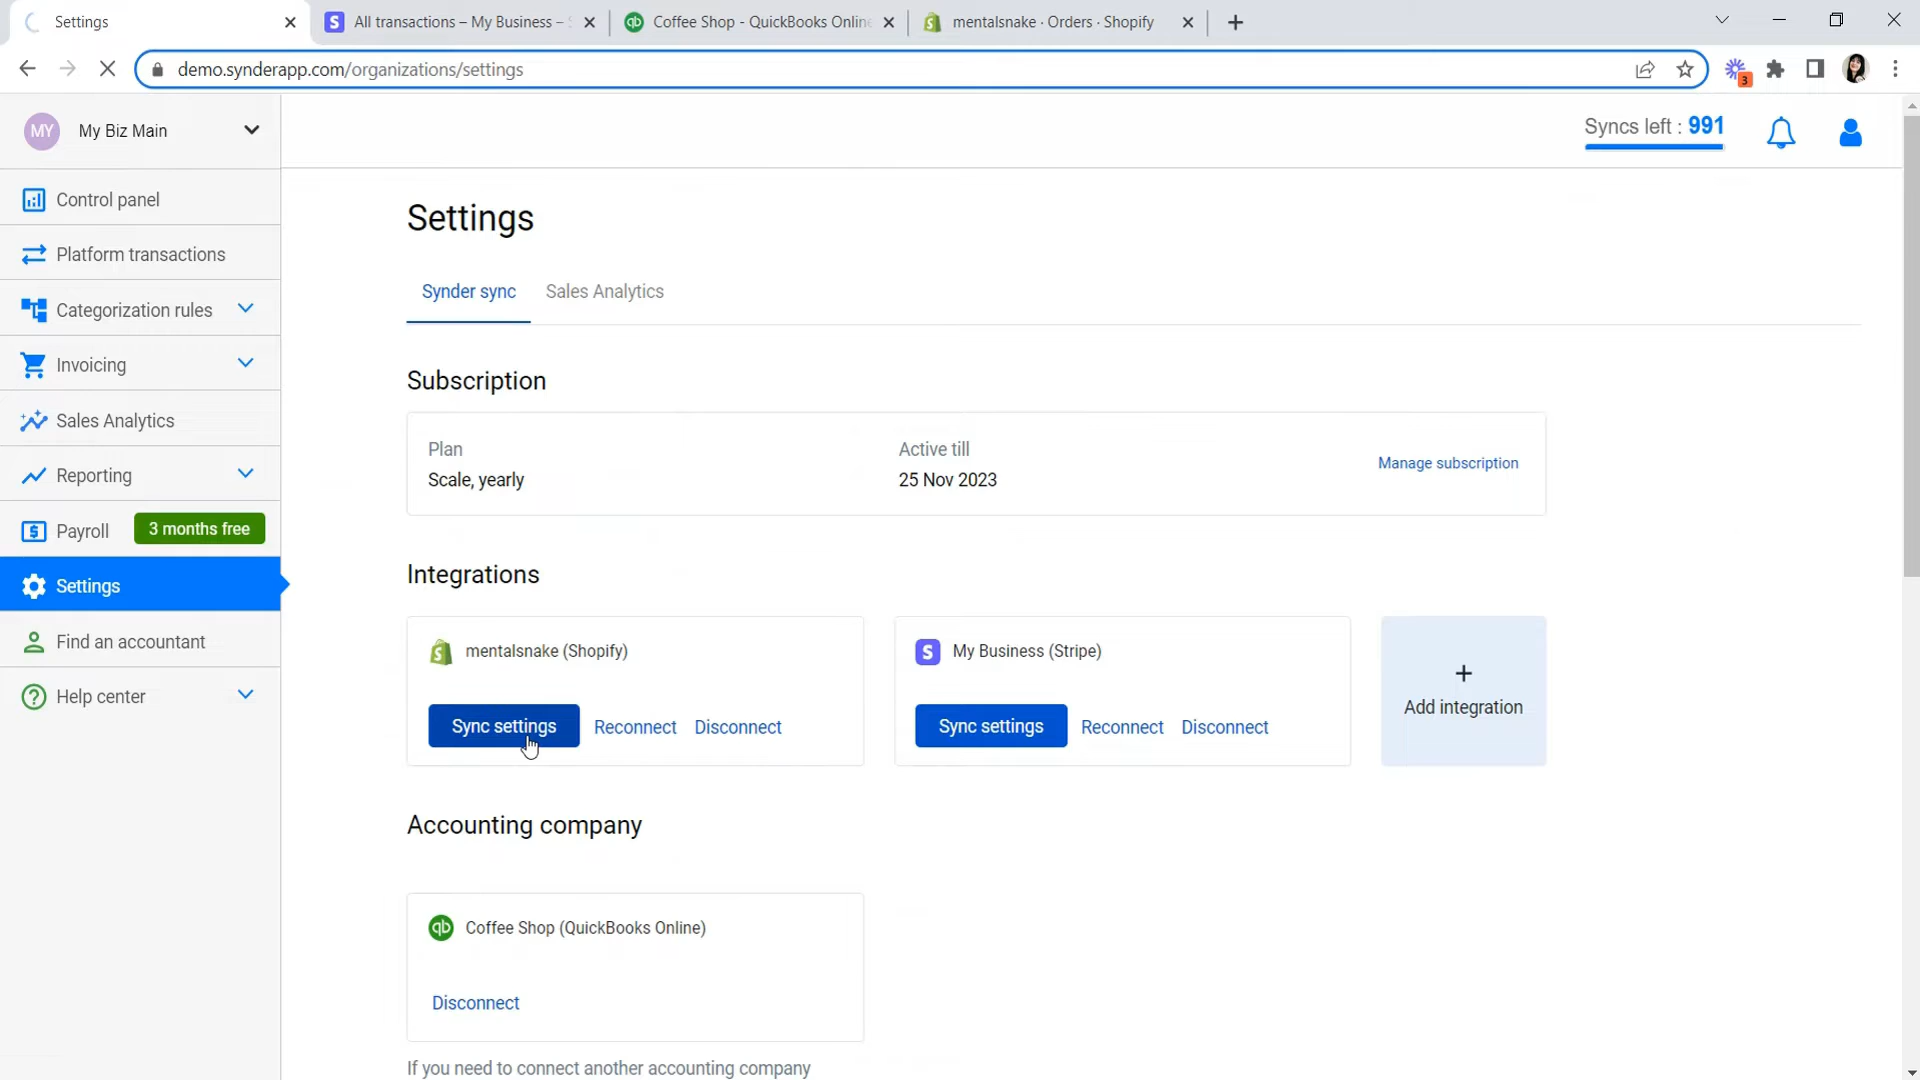 Settings
All transactions – My Business –
Coffee Shop - QuickBooks Online
mentalsnake · Orders · Shopify
demo.synderapp.com/organizations/settings
3
MY
My Biz Main
Syncs left : 991
Control panel
Platform transactions
Categorization rules
Invoicing
Sales Analytics
Reporting
Payroll
3 months free
Settings
Find an accountant
Help center
Settings
Synder sync
Sales Analytics
Subscription
Plan
Active till
Scale, yearly
25 Nov 2023
Manage subscription
Integrations
mentalsnake (Shopify)
Sync settings
Reconnect
Disconnect
My Business (Stripe)
Sync settings
Reconnect
Disconnect
+
Add integration
Accounting company
qb
Coffee Shop (QuickBooks Online)
Disconnect
If you need to connect another accounting company